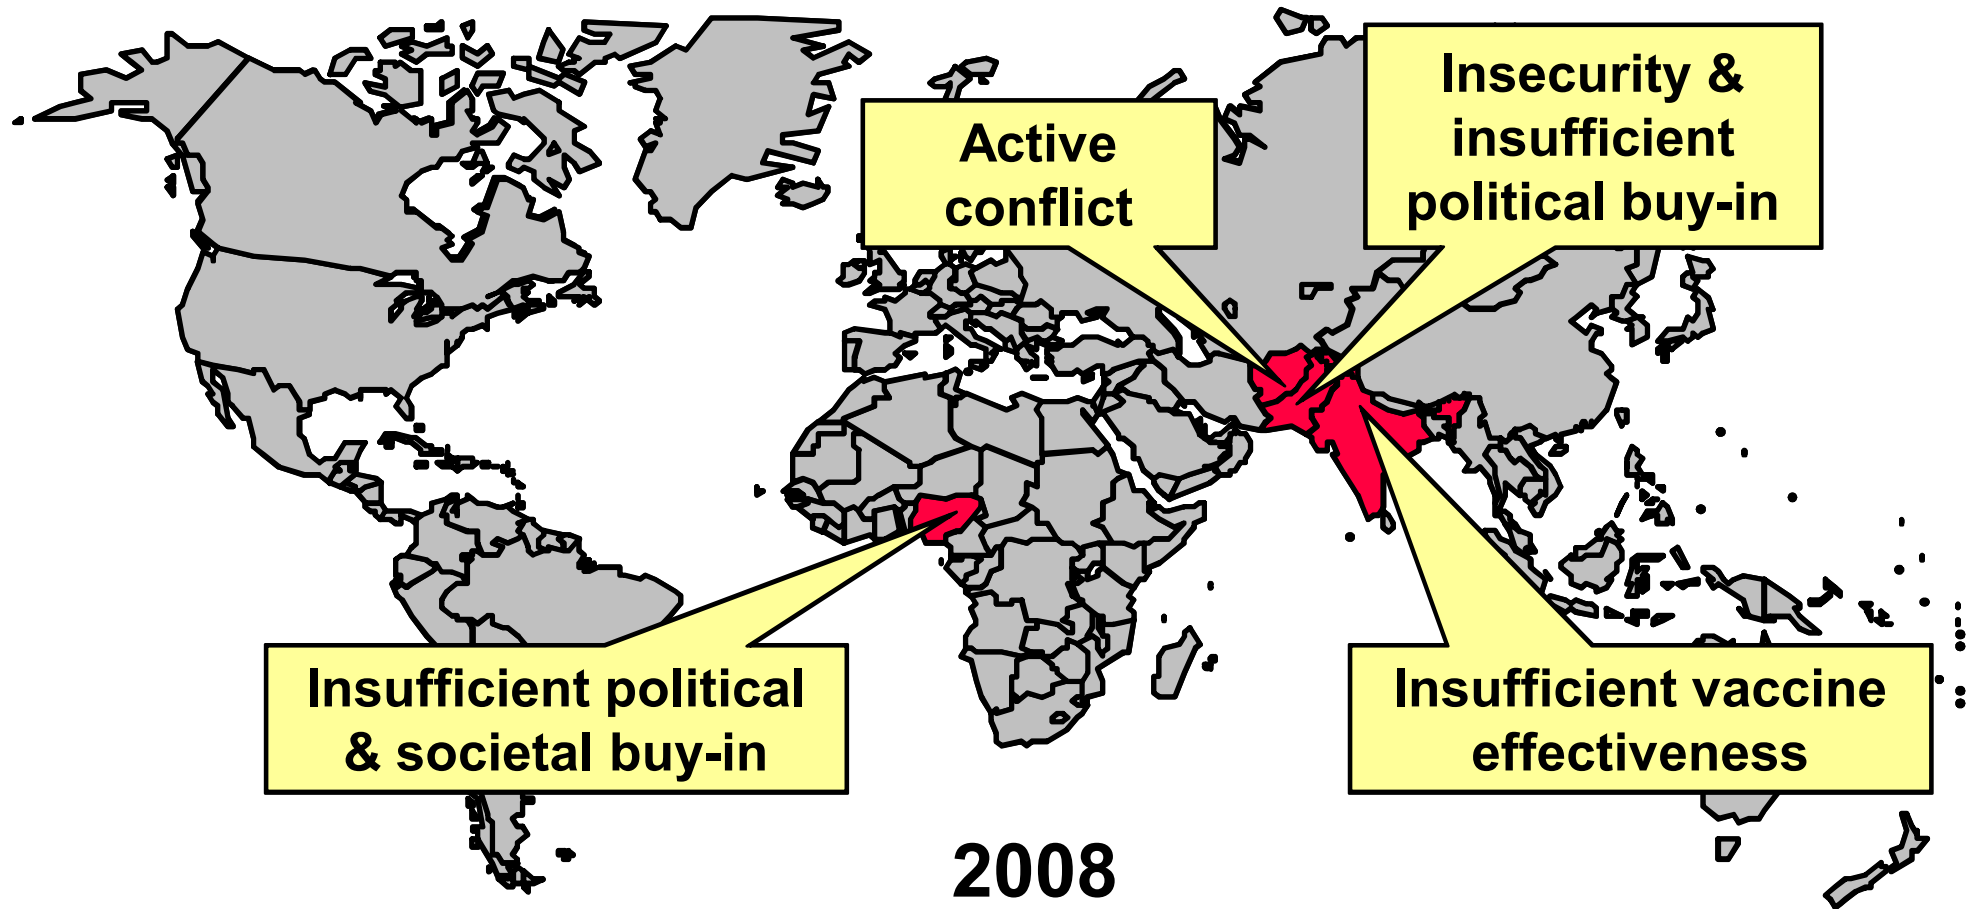 Insecurity &
insufficient
political buy-in
Active
conflict
Insufficient political
& societal buy-in
Insufficient vaccine
effectiveness
2008